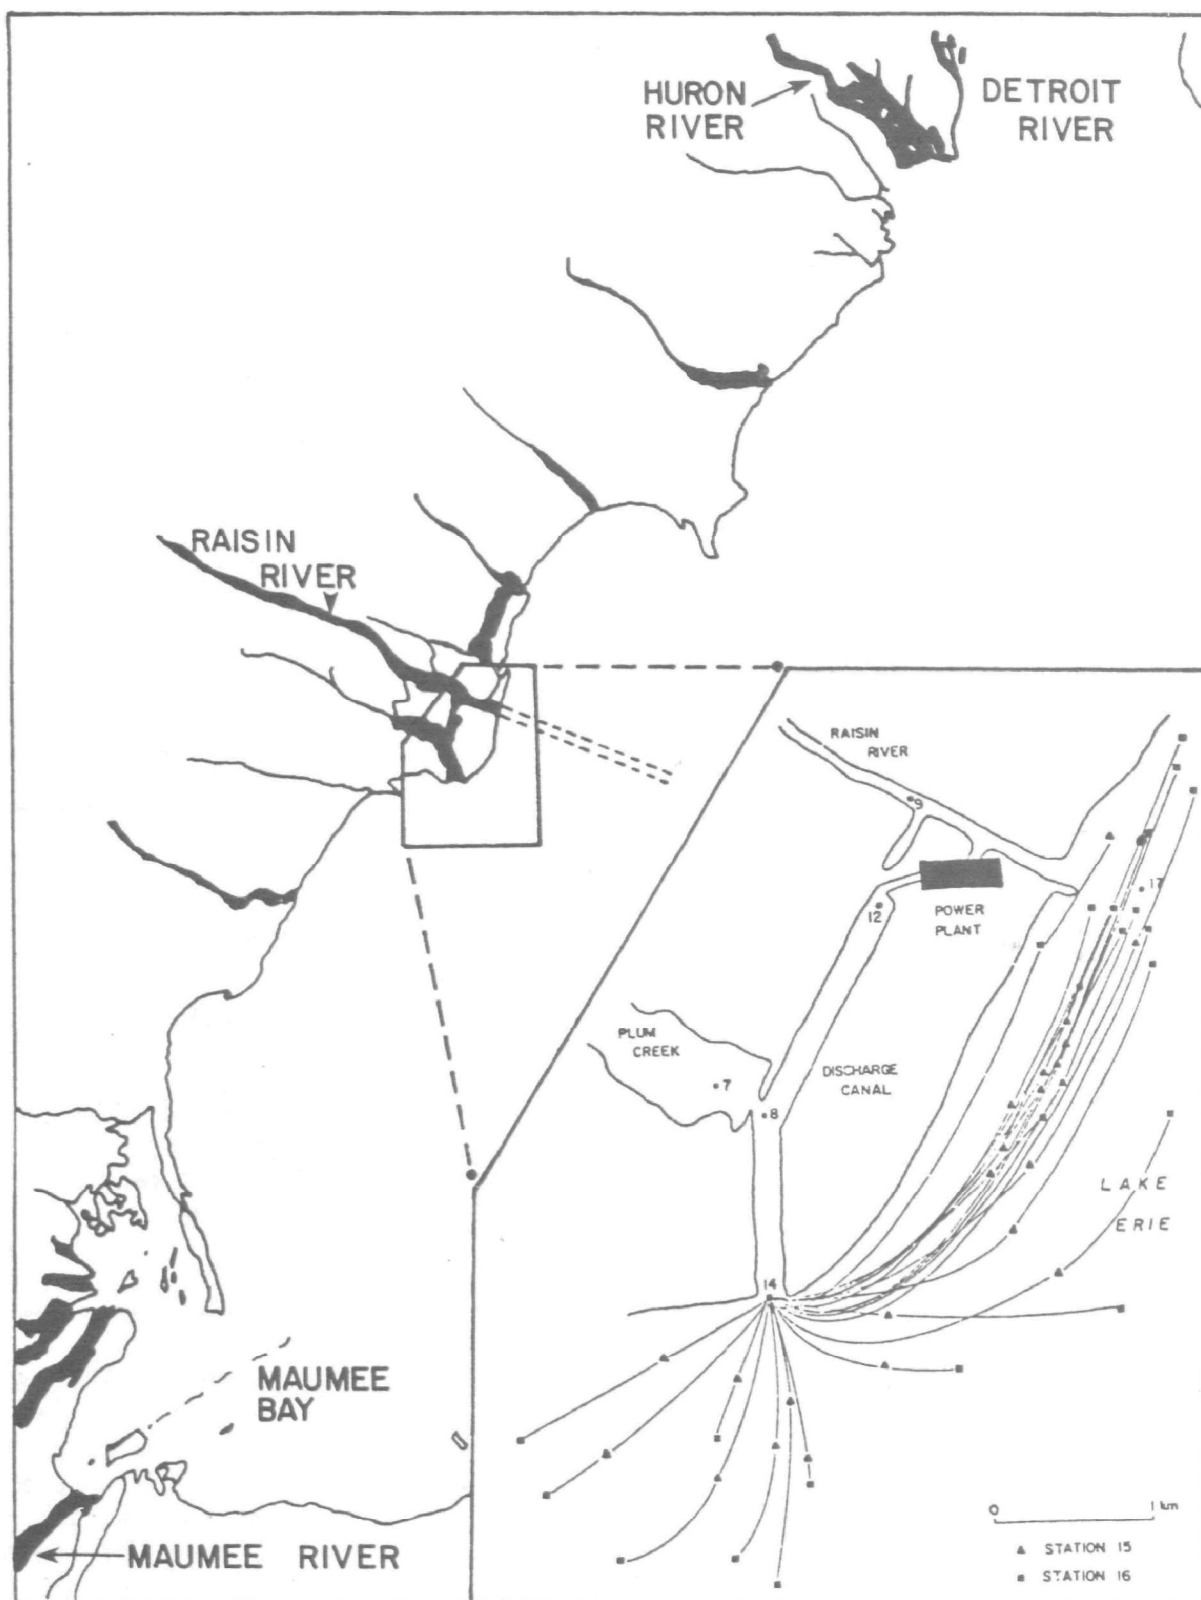 HURON
RIVER
DETROIT
RIVER
RAISIN
RIVER
RAISIN
RIVER
9
17
12
POWER
PLANT
PLUM
CREEK
7
DISCHARGE
CANAL
8
LAKE
ERIE
14
MAUMEE
BAY
0 1 km
STATION 15
STATION 16
MAUMEE RIVER